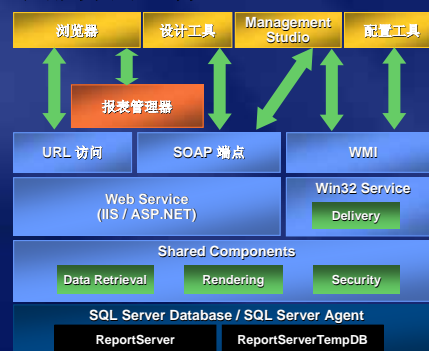 浏览器
设计工具
Management
Studio
配置工具
报表管理器
URL 访问
SOAP 端点
WMI
Web Service
(IIS / ASP.NET)
Win32 Service
Delivery
Shared Components
Data Retrieval
Rendering
Security
SQL Server Database / SQL Server Agent
ReportServer
ReportServerTempDB